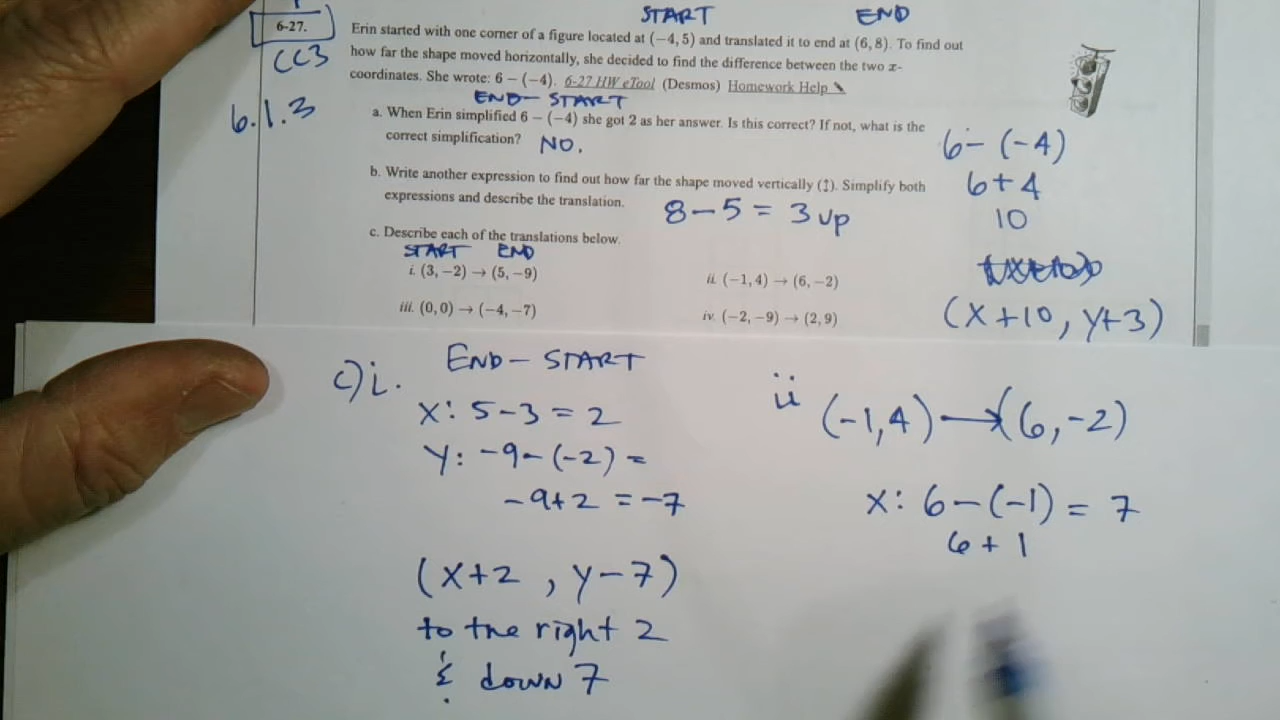 START END
6-27.
CC3
6.1.3
Erin started with one corner of a figure located at (−4, 5) and translated it to end at (6, 8). To find out
how far the shape moved horizontally, she decided to find the difference between the two x-
coordinates. She wrote: 6 − (−4). 6-27 HW eTool (Desmos) Homework Help
END - START
a. When Erin simplified 6 − (−4) she got 2 as her answer. Is this correct? If not, what is the
correct simplification? NO.
b. Write another expression to find out how far the shape moved vertically (↕). Simplify both
expressions and describe the translation.
8 - 5 = 3 up
6 - (-4)
6 + 4
10
(x+10, y+3)
c. Describe each of the translations below.
START END
i. (3, −2) → (5, −9)
ii. (−1, 4) → (6, −2)
iii. (0, 0) → (−4, −7)
iv. (−2, −9) → (2, 9)
c) i. END - START
X: 5 - 3 = 2
Y: -9 - (-2) =
-9+2 = -7
(X+2, Y-7)
to the right 2
& down 7
ii (-1, 4) → (6, -2)
X: 6 - (-1) = 7
6 + 1